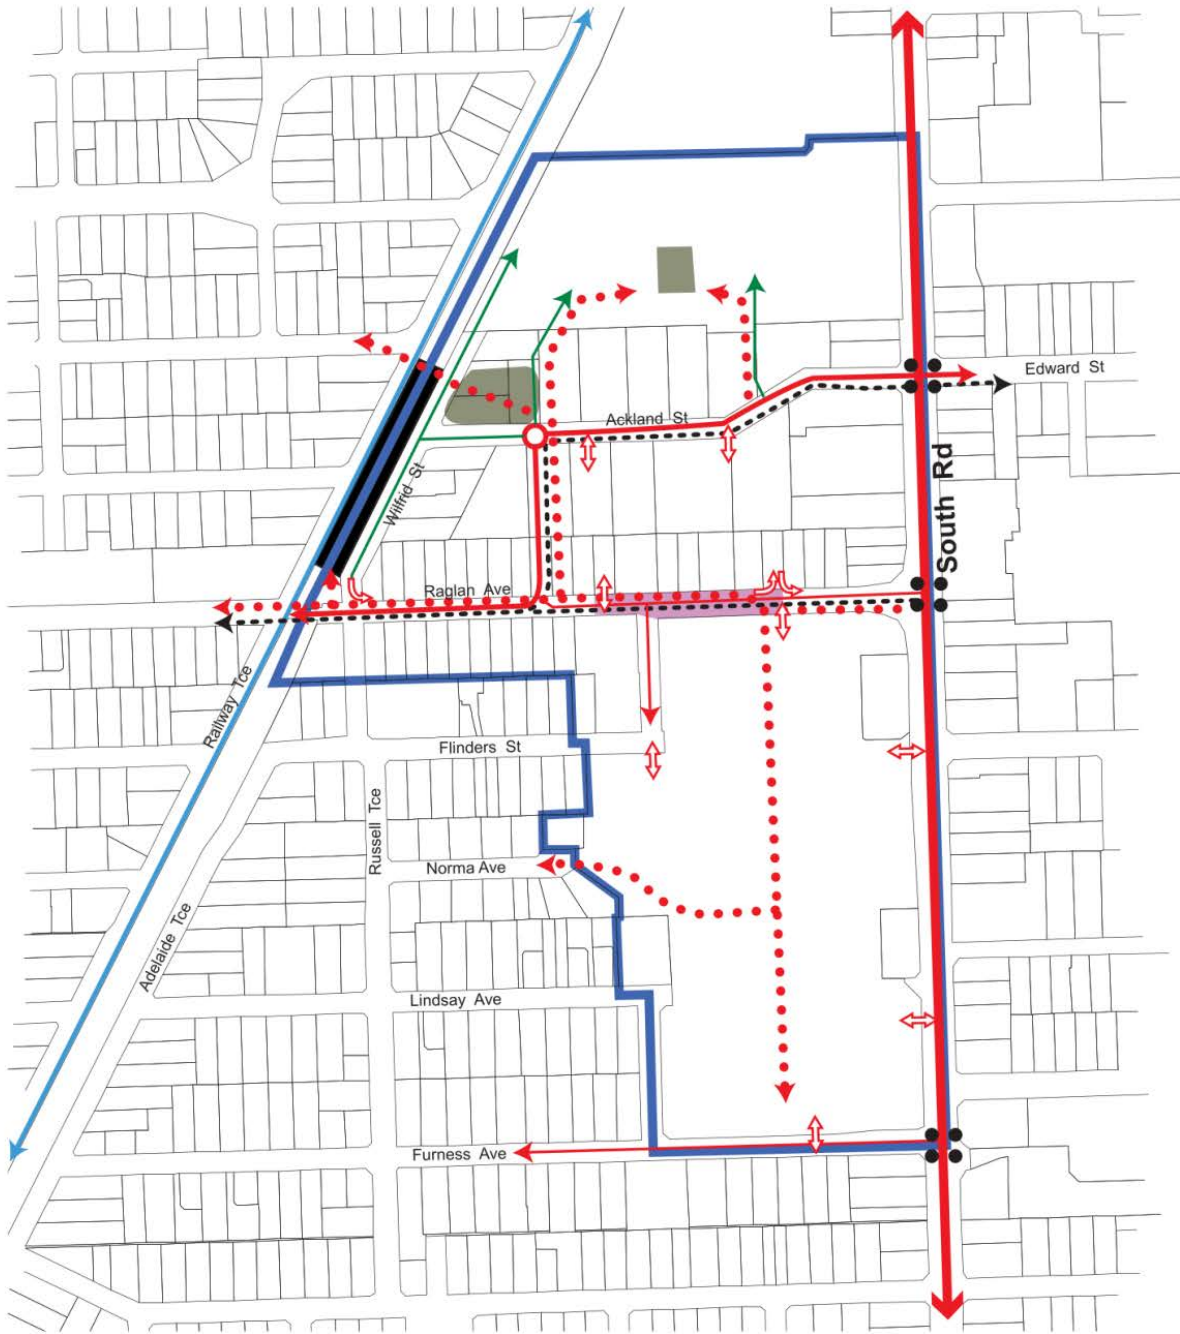 Edward St
Ackland St
South Rd
Wilfrid St
Raglan Ave
Railway Tce
Flinders St
Russell Tce
Norma Ave
Adelaide Tce
Lindsay Ave
Furness Ave